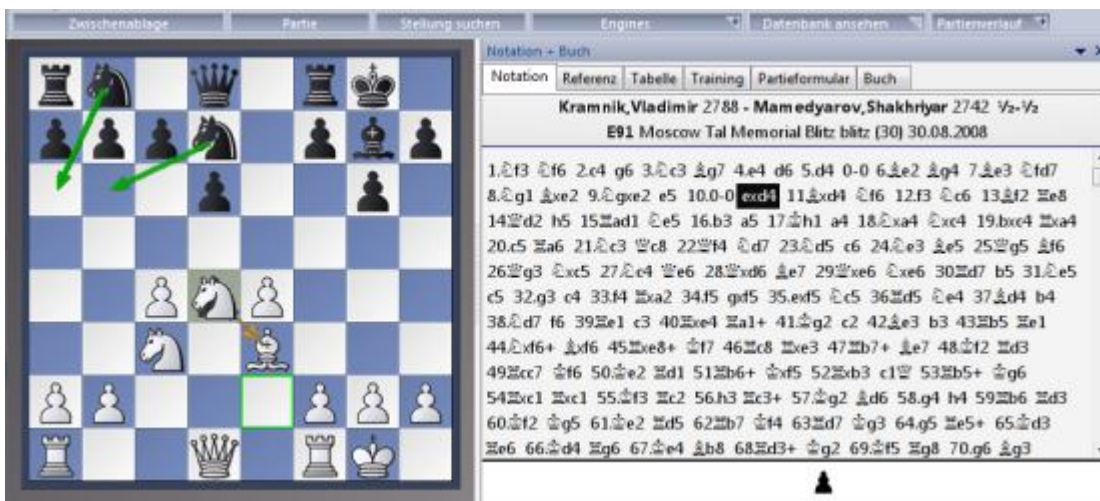 Zwischenablage Partie Stellung suchen Engines Datenbank ansehen Partienverlauf
Notation + Buch
Notation Referenz Tabelle Training Partieformular Buch
Kramnik,Vladimir 2788 - Mamedyarov,Shakhriyar 2742 ½-½
E91 Moscow Tal Memorial Blitz blitz (30) 30.08.2008
1.♘f3 ♘f6 2.c4 g6 3.♘c3 ♗g7 4.e4 d6 5.d4 0-0 6.♗e2 ♗g4 7.♗e3 ♘fd7
8.♘g1 ♗xe2 9.♘gxe2 e5 10.0-0 exd4 11.♗xd4 ♘f6 12.f3 ♘c6 13.♗f2 ♖e8
14.♕d2 h5 15.♖ad1 ♘e5 16.b3 a5 17.♔h1 a4 18.♘xa4 ♘xc4 19.bxc4 ♖xa4
20.c5 ♖a6 21.♘c3 ♕c8 22.♕f4 ♘d7 23.♘d5 c6 24.♘e3 ♗e5 25.♕g5 ♗f6
26.♕g3 ♘xc5 27.♘c4 ♕e6 28.♕xd6 ♗e7 29.♕xe6 ♘xe6 30.♖d7 b5 31.♘e5
c5 32.g3 c4 33.f4 ♖xa2 34.f5 gxf5 35.exf5 ♘c5 36.♖d5 ♘e4 37.♗d4 b4
38.♘d7 f6 39.♖e1 c3 40.♖xe4 ♖a1+ 41.♔g2 c2 42.♗e3 b3 43.♖b5 ♖e1
44.♘xf6+ ♗xf6 45.♖xe8+ ♔f7 46.♖c8 ♖xe3 47.♖b7+ ♗e7 48.♔f2 ♖d3
49.♖cc7 ♔f6 50.♔e2 ♖d1 51.♖b6+ ♔xf5 52.♖xb3 c1♕ 53.♖b5+ ♔g6
54.♖xc1 ♖xc1 55.♔f3 ♖c2 56.h3 ♖c3+ 57.♔g2 ♗d6 58.g4 h4 59.♖b6 ♖d3
60.♔f2 ♔g5 61.♔e2 ♖d5 62.♖b7 ♔f4 63.♖d7 ♔g3 64.g5 ♖e5+ 65.♔d3
♖e6 66.♔d4 ♖g6 67.♔e4 ♗b8 68.♖d3+ ♔g2 69.♔f5 ♖g8 70.g6 ♗g3